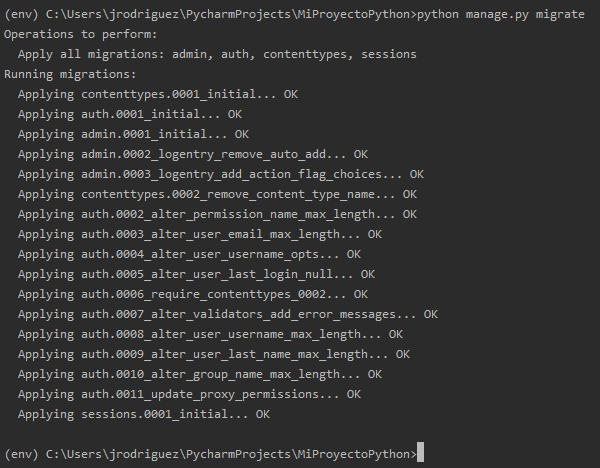 (env) C:\Users\jrodriguez\PycharmProjects\MiProyectoPython>python manage.py migrate
Operations to perform:
  Apply all migrations: admin, auth, contenttypes, sessions
Running migrations:
  Applying contenttypes.0001_initial... OK
  Applying auth.0001_initial... OK
  Applying admin.0001_initial... OK
  Applying admin.0002_logentry_remove_auto_add... OK
  Applying admin.0003_logentry_add_action_flag_choices... OK
  Applying contenttypes.0002_remove_content_type_name... OK
  Applying auth.0002_alter_permission_name_max_length... OK
  Applying auth.0003_alter_user_email_max_length... OK
  Applying auth.0004_alter_user_username_opts... OK
  Applying auth.0005_alter_user_last_login_null... OK
  Applying auth.0006_require_contenttypes_0002... OK
  Applying auth.0007_alter_validators_add_error_messages... OK
  Applying auth.0008_alter_user_username_max_length... OK
  Applying auth.0009_alter_user_last_name_max_length... OK
  Applying auth.0010_alter_group_name_max_length... OK
  Applying auth.0011_update_proxy_permissions... OK
  Applying sessions.0001_initial... OK
(env) C:\Users\jrodriguez\PycharmProjects\MiProyectoPython>